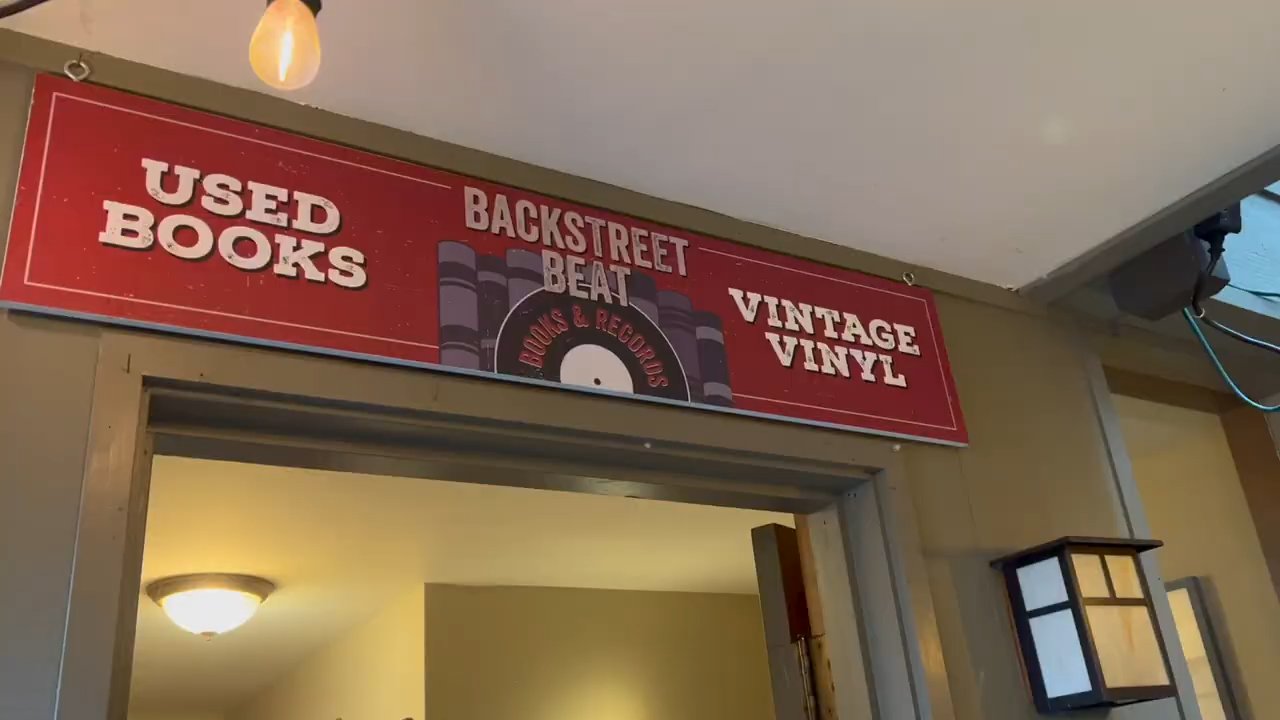 USED
BOOKS
BACKSTREET
BEAT
BOOKS & RECORDS
VINTAGE
VINYL